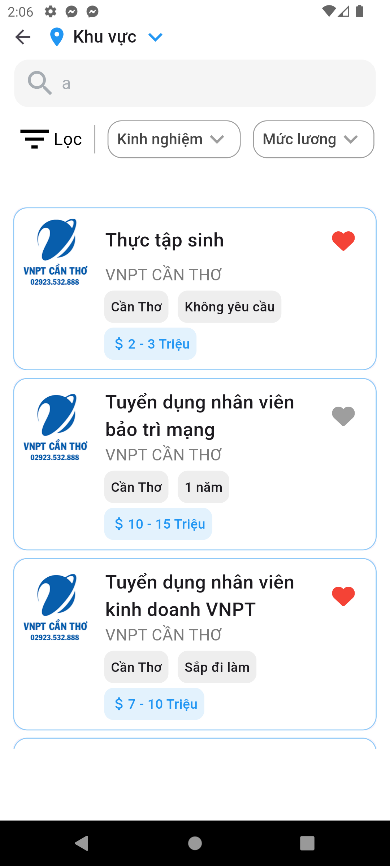 2:06
Khu vực
a
Lọc
Kinh nghiệm
Mức lương
VNPT CẦN THƠ
02923.532.888
Thực tập sinh
VNPT CẦN THƠ
Cần Thơ
Không yêu cầu
$ 2 - 3 Triệu
VNPT CẦN THƠ
02923.532.888
Tuyển dụng nhân viên
bảo trì mạng
VNPT CẦN THƠ
Cần Thơ
1 năm
$ 10 - 15 Triệu
VNPT CẦN THƠ
02923.532.888
Tuyển dụng nhân viên
kinh doanh VNPT
VNPT CẦN THƠ
Cần Thơ
Sắp đi làm
$ 7 - 10 Triệu